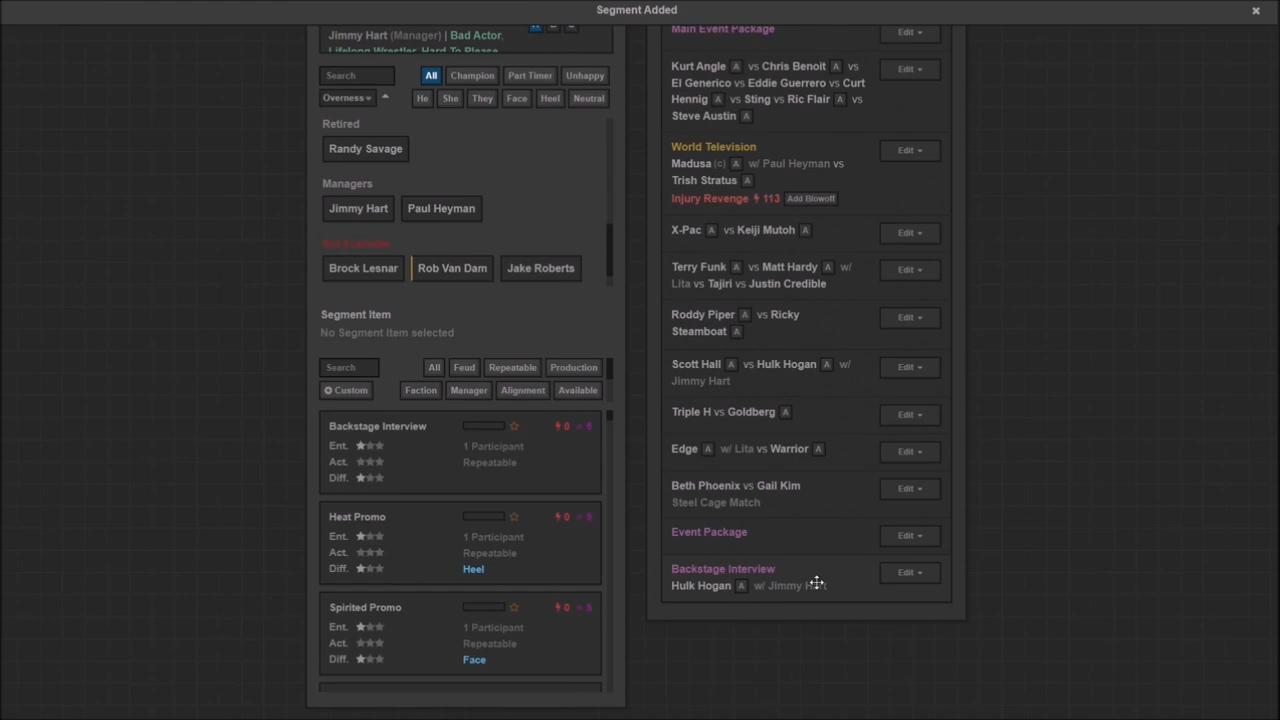 Segment Added
Jimmy Hart (Manager) | Bad Actor,
Lifelong Wrestler, Hard To Please
Search
All
Champion
Part Timer
Unhappy
Overness
He
She
They
Face
Heel
Neutral
Retired
Randy Savage
Managers
Jimmy Hart
Paul Heyman
Brock Lesnar
Rob Van Dam
Jake Roberts
Segment Item
No Segment Item selected
Search
All
Feud
Repeatable
Production
Custom
Faction
Manager
Alignment
Available
Backstage Interview
0
Ent.
1 Participant
Act.
Repeatable
Diff.
Heat Promo
0
Ent.
1 Participant
Act.
Repeatable
Diff.
Heel
Spirited Promo
0
Ent.
1 Participant
Act.
Repeatable
Diff.
Face
Main Event Package
Edit
Kurt Angle A vs Chris Benoit A vs
El Generico vs Eddie Guerrero vs Curt
Hennig A vs Sting vs Ric Flair A vs
Steve Austin A
Edit
World Television
Madusa (c) A w/ Paul Heyman vs
Trish Stratus A
Injury Revenge 113 Add Blowoff
Edit
X-Pac A vs Keiji Mutoh A
Edit
Terry Funk A vs Matt Hardy A w/
Lita vs Tajiri vs Justin Credible
Edit
Roddy Piper A vs Ricky
Steamboat A
Edit
Scott Hall A vs Hulk Hogan A w/
Jimmy Hart
Edit
Triple H vs Goldberg A
Edit
Edge A w/ Lita vs Warrior A
Edit
Beth Phoenix vs Gail Kim
Steel Cage Match
Edit
Event Package
Edit
Backstage Interview
Hulk Hogan A w/ Jimmy Hart
Edit